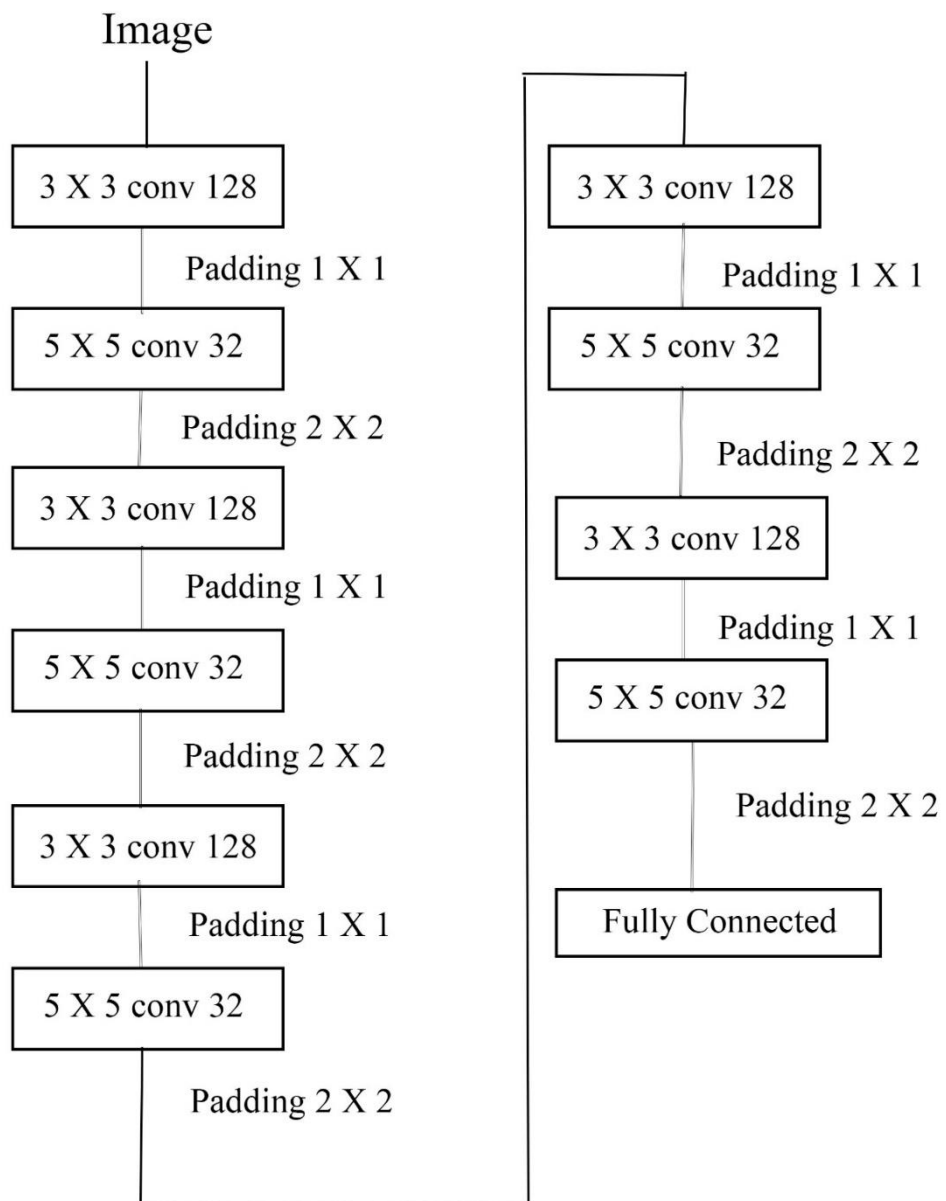 Image
3 X 3 conv 128
Padding 1 X 1
5 X 5 conv 32
Padding 2 X 2
3 X 3 conv 128
Padding 1 X 1
5 X 5 conv 32
Padding 2 X 2
3 X 3 conv 128
Padding 1 X 1
5 X 5 conv 32
Padding 2 X 2
3 X 3 conv 128
Padding 1 X 1
5 X 5 conv 32
Padding 2 X 2
3 X 3 conv 128
Padding 1 X 1
5 X 5 conv 32
Padding 2 X 2
Fully Connected